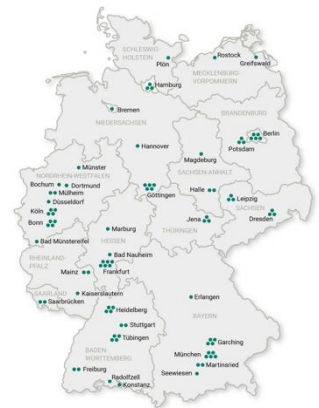 SCHLESWIG-
HOLSTEIN
Plön
Rostock
Greifswald
MECKLENBURG-
VORPOMMERN
Hamburg
Bremen
NIEDERSACHSEN
BRANDENBURG
Berlin
Potsdam
Hannover
Magdeburg
SACHSEN-ANHALT
Münster
NORDRHEIN-WESTFALEN
Bochum
Dortmund
Mülheim
Düsseldorf
Köln
Bonn
Göttingen
Halle
Leipzig
SACHSEN
Dresden
Jena
THÜRINGEN
Marburg
HESSEN
Bad Münstereifel
Bad Nauheim
RHEINLAND-
PFALZ
Mainz
Frankfurt
SAARLAND
Kaiserslautern
Saarbrücken
Erlangen
BAYERN
Heidelberg
Stuttgart
Tübingen
BADEN-
WÜRTTEMBERG
Garching
München
Martinsried
Seewiesen
Freiburg
Radolfzell
Konstanz